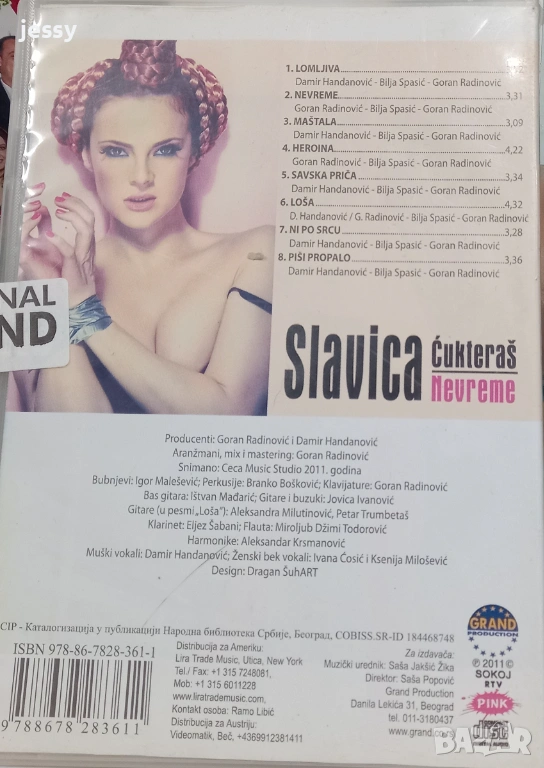 jessy
1. LOMLJIVA
Damir Handanović - Bilja Spasić - Goran Radinović
2. NEVREME 3,31
Goran Radinović - Bilja Spasić - Goran Radinović
3. MAŠTALA 3,09
Damir Handanović - Bilja Spasić - Goran Radinović
4. HEROINA 4,22
Goran Radinović - Bilja Spasić - Goran Radinović
5. SAVSKA PRIČA 3,34
Damir Handanović - Bilja Spasić - Goran Radinović
6. LOŠA 4,32
D. Handanović / G. Radinović - Bilja Spasić - Goran Radinović
7. NI PO SRCU 3,28
Damir Handanović - Bilja Spasić - Goran Radinović
8. PIŠI PROPALO 3,36
Damir Handanović - Bilja Spasić - Goran Radinović
NAL
ND
Slavica Ćukteraš
Nevreme
Producenti: Goran Radinović i Damir Handanović
Aranžmani, mix i mastering: Goran Radinović
Snimano: Ceca Music Studio 2011. godina
Bubnjevi: Igor Malešević; Perkusije: Branko Bošković; Klavijature: Goran Radinović
Bas gitara: Ištvan Mađarić; Gitare i buzuki: Jovica Ivanović
Gitare (u pesmi „Loša"): Aleksandra Milutinović, Petar Trumbetaš
Klarinet: Eljez Šabani; Flauta: Miroljub Džimi Todorović
Harmonike: Aleksandar Krsmanović
Muški vokali: Damir Handanović; Ženski bek vokali: Ivana Ćosić i Ksenija Milošević
Design: Dragan ŠuhART
CIP - Каталогизација у публикацији Народна библиотека Србије, Београд, COBISS.SR-ID 184468748
ISBN 978-86-7828-361-1
9 788678 283611
Distribucija za Ameriku:
Lira Trade Music, Utica, New York
Tel./ Fax: +1 315 7248081,
Mob: +1 315 6011228
www.liratrademusic.com,
Kontakt osoba: Ramo Libić
Distribucija za Austriju:
Videomatik, Beč, +4369912381411
Za izdavača:
Muzički urednik: Saša Jakšić Žika
Direktor: Saša Popović
Grand Production
Danila Lekića 31, Beograd
tel. 011-3180437
www.grand.co.rs
GRAND
PRODUCTION
℗ 2011 ©
SOKOJ
RTV
PINK
COMPACT
disc
DIGITAL AUDIO
БАЗАР